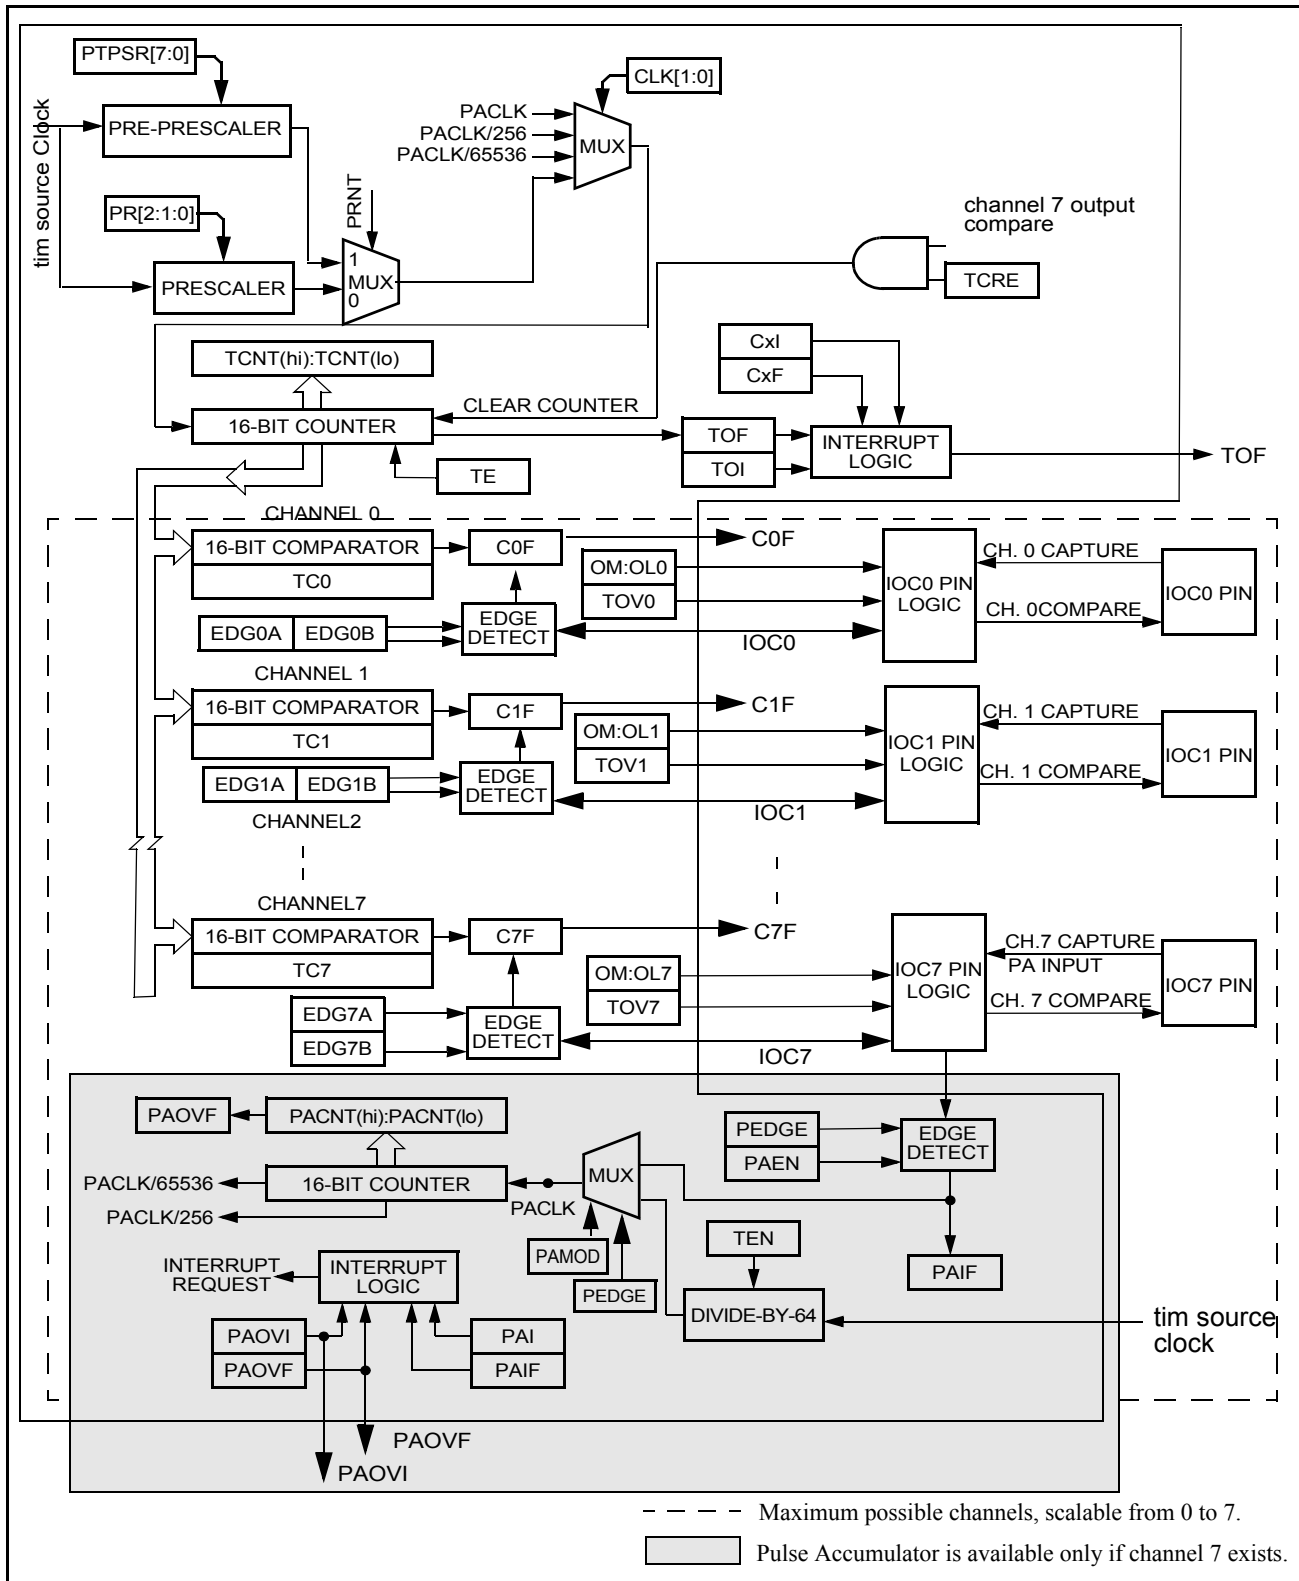 PTPSR[7:0]
CLK[1:0]
tim source Clock
PRE-PRESCALER
PACLK
PACLK/256
PACLK/65536
MUX
PR[2:1:0]
PRNT
1
MUX
0
PRESCALER
channel 7 output
compare
TCRE
TCNT(hi):TCNT(lo)
CxI
CxF
CLEAR COUNTER
16-BIT COUNTER
TOF
TOI
INTERRUPT
LOGIC
TOF
TE
CHANNEL 0
16-BIT COMPARATOR
TC0
C0F
C0F
OM:OL0
TOV0
EDG0A
EDG0B
EDGE
DETECT
IOC0
IOC0 PIN
LOGIC
CH. 0 CAPTURE
CH. 0COMPARE
IOC0 PIN
CHANNEL 1
16-BIT COMPARATOR
TC1
C1F
C1F
OM:OL1
TOV1
EDG1A
EDG1B
EDGE
DETECT
IOC1
IOC1 PIN
LOGIC
CH. 1 CAPTURE
CH. 1 COMPARE
IOC1 PIN
CHANNEL2
CHANNEL7
16-BIT COMPARATOR
TC7
C7F
C7F
OM:OL7
TOV7
EDG7A
EDG7B
EDGE
DETECT
IOC7
IOC7 PIN
LOGIC
CH.7 CAPTURE
PA INPUT
CH. 7 COMPARE
IOC7 PIN
PAOVF
PACNT(hi):PACNT(lo)
PEDGE
PAEN
EDGE
DETECT
PACLK/65536
PACLK/256
16-BIT COUNTER
PACLK
MUX
PAMOD
PEDGE
TEN
DIVIDE-BY-64
PAIF
tim source
clock
INTERRUPT
REQUEST
INTERRUPT
LOGIC
PAOVI
PAOVF
PAI
PAIF
PAOVF
PAOVI
Maximum possible channels, scalable from 0 to 7.
Pulse Accumulator is available only if channel 7 exists.